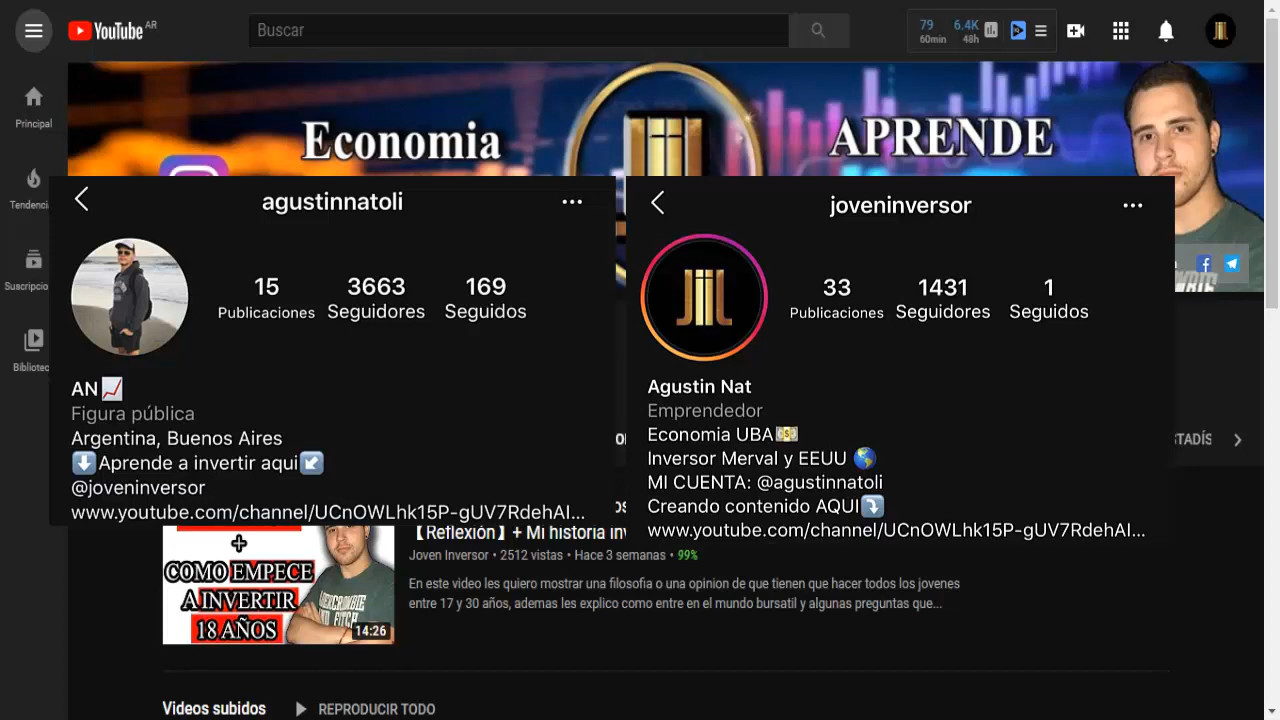 YouTube AR
Buscar
79
60min
6.4K
48h
Principal
Economia
APRENDE
Tendenci
Suscripcio
Bibliotec
agustinnatoli
15
Publicaciones
3663
Seguidores
169
Seguidos
AN
Figura pública
Argentina, Buenos Aires
Aprende a invertir aqui
@joveninversor
www.youtube.com/channel/UCnOWLhk15P-gUV7RdehAI...
joveninversor
33
Publicaciones
1431
Seguidores
1
Seguidos
Agustin Nat
Emprendedor
Economia UBA
Inversor Merval y EEUU
MI CUENTA: @agustinnatoli
Creando contenido AQUI
www.youtube.com/channel/UCnOWLhk15P-gUV7RdehAI...
STADÍS
+
COMO EMPECE
A INVERTIR
18 AÑOS
14:26
【Reflexión】+ Mi historia inv
Joven Inversor • 2512 vistas • Hace 3 semanas • 99%
En este video les quiero mostrar una filosofia o una opinion de que tienen que hacer todos los jovenes
entre 17 y 30 años, ademas les explico como entre en el mundo bursatil y algunas preguntas que...
Videos subidos
REPRODUCIR TODO